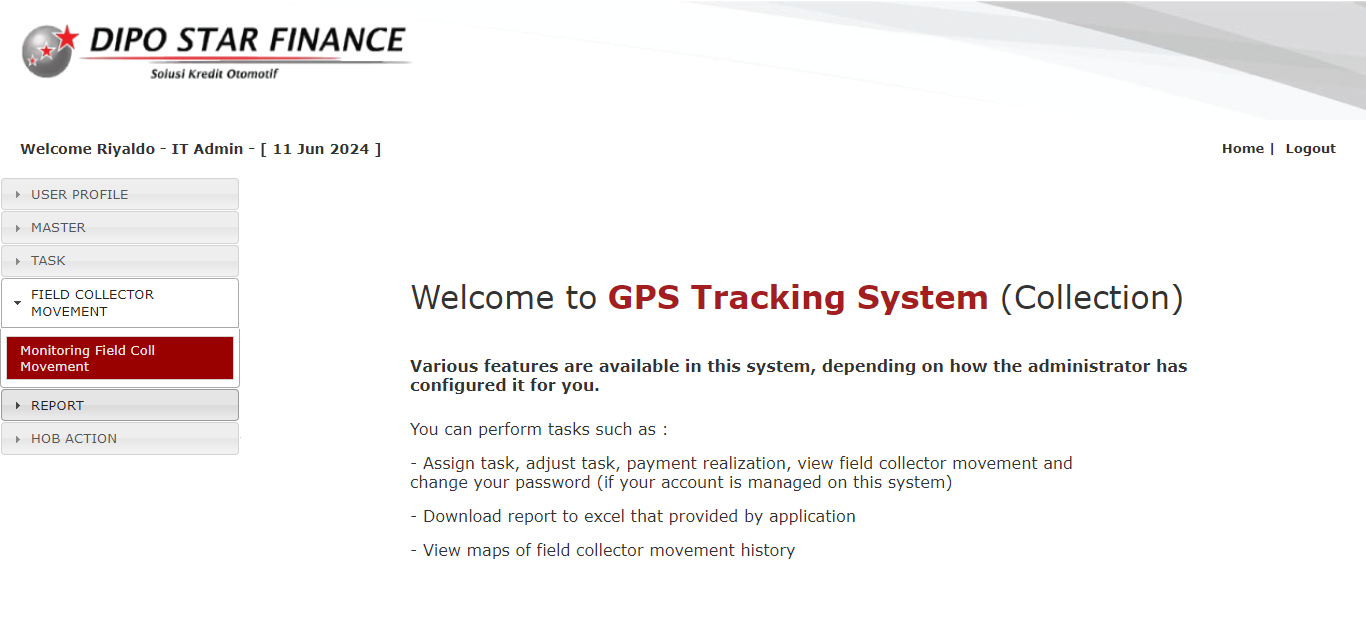 DIPO STAR FINANCE
Solusi Kredit Otomotif
Welcome Riyaldo - IT Admin - [ 11 Jun 2024 ]
Home | Logout
USER PROFILE
MASTER
TASK
FIELD COLLECTOR
MOVEMENT
Monitoring Field Coll
Movement
REPORT
HOB ACTION
Welcome to GPS Tracking System (Collection)
Various features are available in this system, depending on how the administrator has
configured it for you.
You can perform tasks such as :
- Assign task, adjust task, payment realization, view field collector movement and
change your password (if your account is managed on this system)
- Download report to excel that provided by application
- View maps of field collector movement history